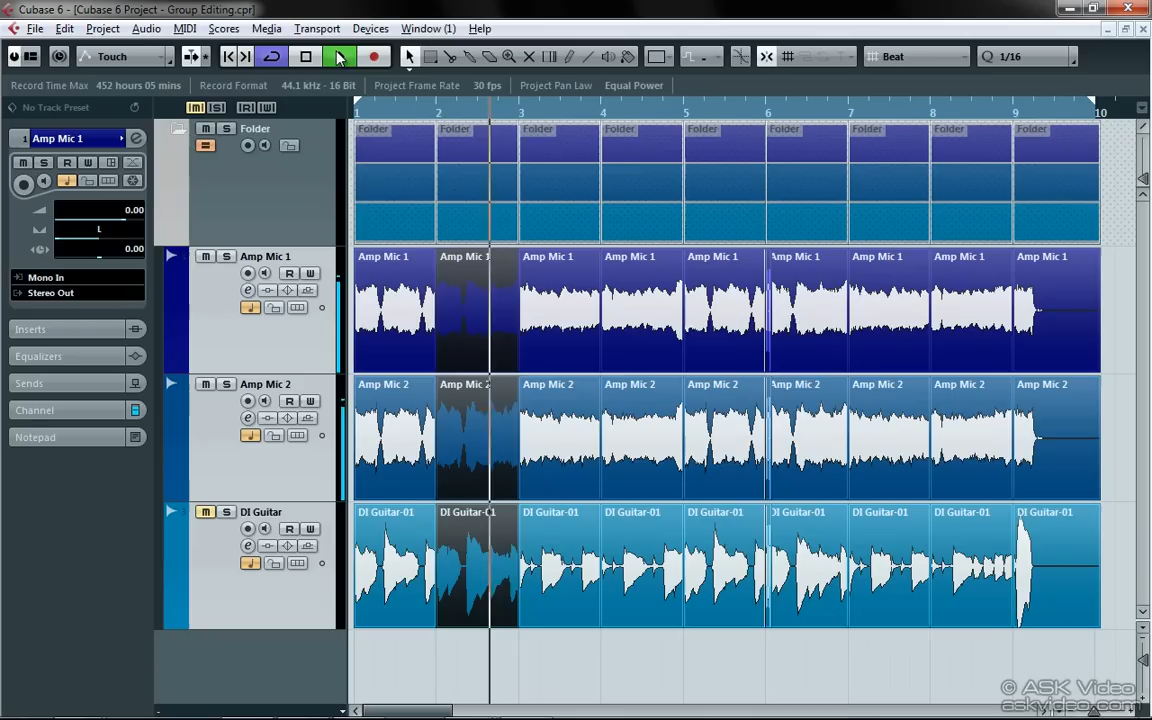 Cubase 6 - [Cubase 6 Project - Group Editing.cpr]
File Edit Project Audio MIDI Scores Media Transport Devices Window (1) Help
Touch Beat Q 1/16
Record Time Max 452 hours 05 mins Record Format 44.1 kHz - 16 Bit Project Frame Rate 30 fps Project Pan Law Equal Power
No Track Preset M S R W
1 2 3 4 5 6 7 8 9 10
1 Amp Mic 1
M S Folder
Folder Folder Folder Folder Folder Folder Folder Folder Folder
M S R W
0.00
L
0.00
Mono In
Stereo Out
Inserts
Equalizers
Sends
Channel
Notepad
M S Amp Mic 1
R W
e
Amp Mic 1 Amp Mic 1 Amp Mic 1 Amp Mic 1 Amp Mic 1 Amp Mic 1 Amp Mic 1 Amp Mic 1 Amp Mic 1
M S Amp Mic 2
R W
e
Amp Mic 2 Amp Mic 2 Amp Mic 2 Amp Mic 2 Amp Mic 2 Amp Mic 2 Amp Mic 2 Amp Mic 2 Amp Mic 2
M S DI Guitar
R W
e
DI Guitar-01 DI Guitar-01 DI Guitar-01 DI Guitar-01 DI Guitar-01 DI Guitar-01 DI Guitar-01 DI Guitar-01 DI Guitar-01
© ASK Video
askvideo.com